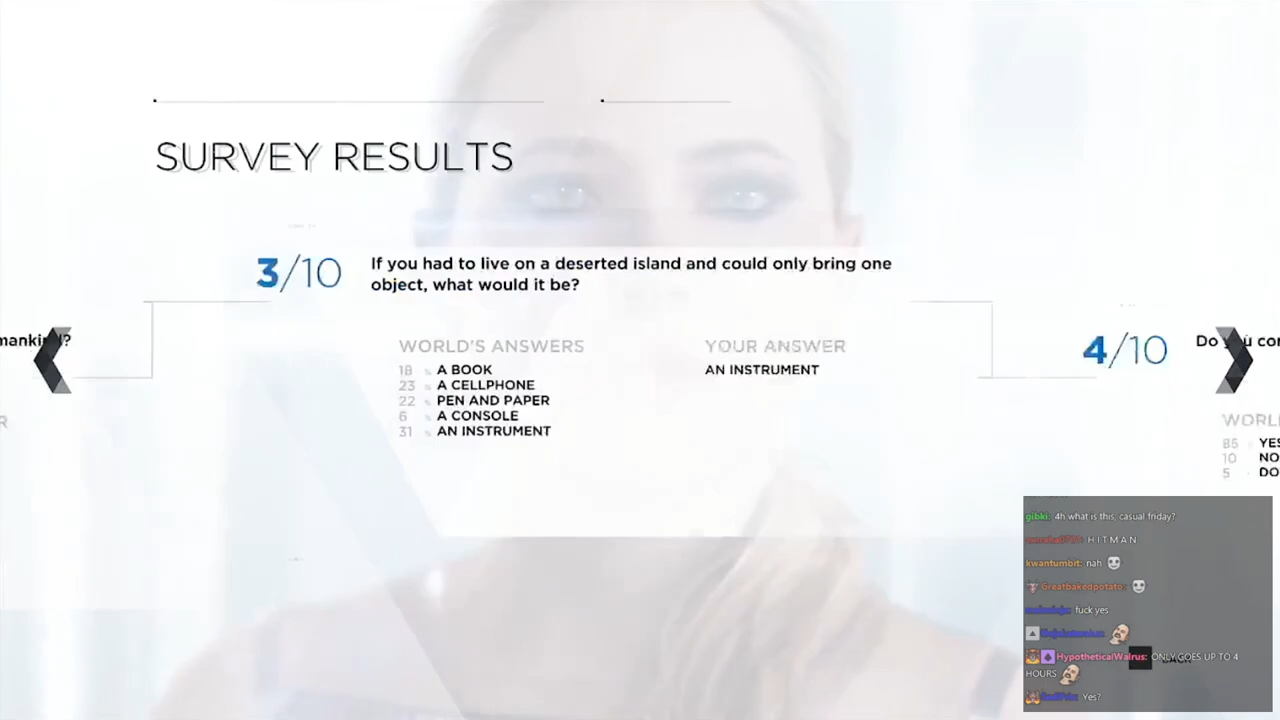 SURVEY RESULTS
3/10
If you had to live on a deserted island and could only bring one
object, what would it be?
mankind?
WORLD'S ANSWERS
18 % A BOOK
23 % A CELLPHONE
22 % PEN AND PAPER
6 % A CONSOLE
31 % AN INSTRUMENT
YOUR ANSWER
AN INSTRUMENT
4/10
Do you con
R
WORL
85 YES
10 NO
5 DO
gibki: 4h what is this, casual friday?
H I T M A N
kwantumbit: nah
Greatbakedpotato:
fuck yes
HypotheticalWalrus: ONLY GOES UP TO 4
HOURS
Yes?